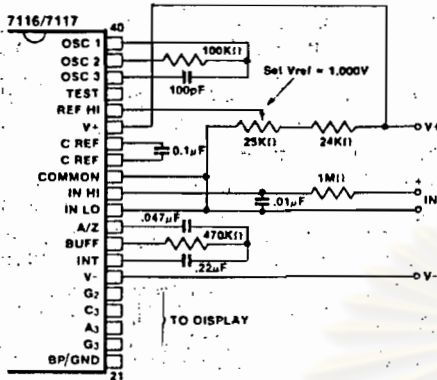 7116/7117
40
OSC 1
OSC 2
OSC 3
TEST
REF HI
V+
C REF
C REF
COMMON
IN HI
IN LO
A/Z
BUFF
INT
V-
G2
C3
A3
G3
BP/GND
21
100KΩ
100pF
Set Vref = 1.000V
25KΩ
24KΩ
V+
0.1μF
1MΩ
+
.01μF
IN
−
.047μF
470KΩ
.22μF
V-
TO DISPLAY